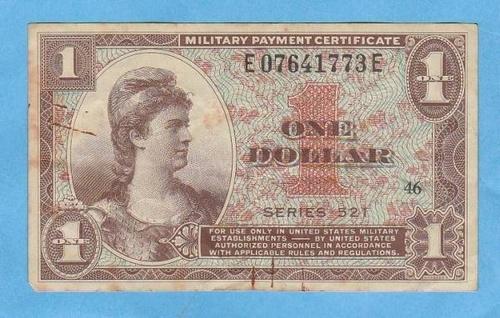 MILITARY PAYMENT CERTIFICATE
1 E07641773E 1
ONE
1
ONE
DOLLAR
46
SERIES 521
1
ONE
1
FOR USE ONLY IN UNITED STATES MILITARY
ESTABLISHMENTS — BY UNITED STATES
AUTHORIZED PERSONNEL IN ACCORDANCE
WITH APPLICABLE RULES AND REGULATIONS.